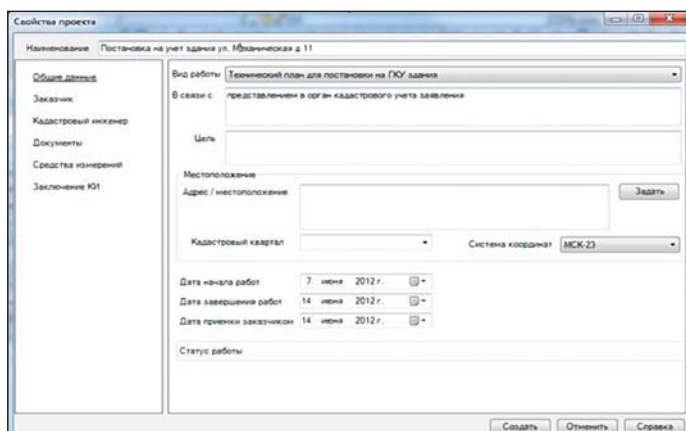 Свойства проекта
Наименование Постановка на учет здания ул. Механическая д 11
Общие данные
Заказчик
Кадастровый инженер
Документы
Средства измерений
Заключение КИ
Вид работы Технический план для постановки на ГКУ здания
В связи с представлением в орган кадастрового учета заявления
Цель
Местоположение
Адрес / местоположение
Задать
Кадастровый квартал
Система координат МСК-23
Дата начала работ 7 июня 2012 г.
Дата завершения работ 14 июня 2012 г.
Дата приемки заказчиком 14 июня 2012 г.
Статус работы
Создать Отменить Справка